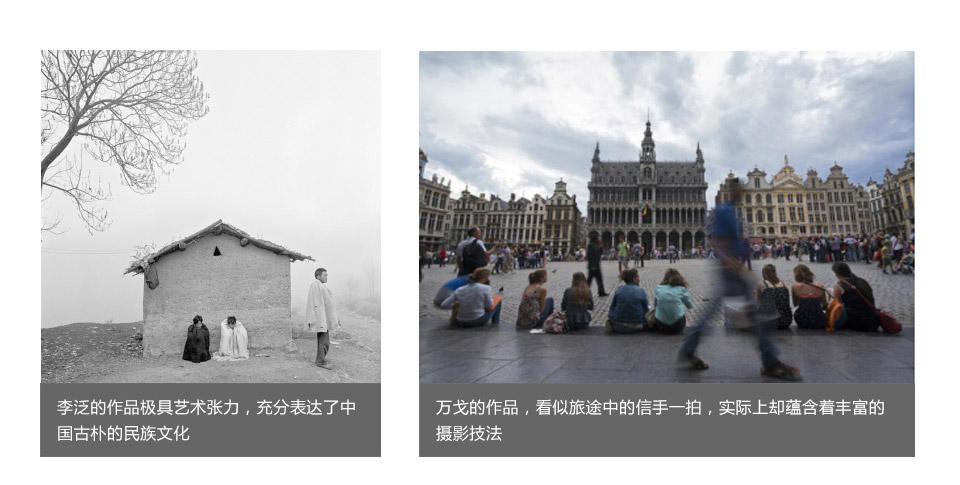 李泛的作品极具艺术张力，充分表达了中
国古朴的民族文化
万戈的作品，看似旅途中的信手一拍，实际上却蕴含着丰富的
摄影技法